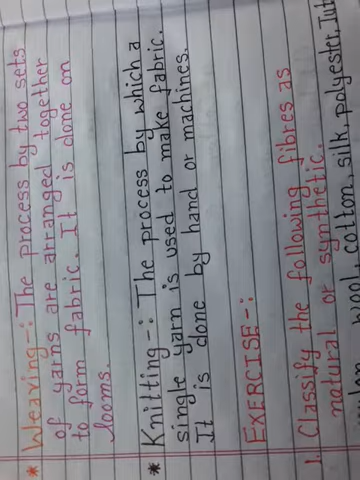 * Weaving-: The process by two sets
of yarns are arranged together
to form fabric. It is done on
looms.
* Knitting-: The process by which a
single yarn is used to make fabric.
It is done by hand or machines.
EXERCISE-:
1. Classify the following fibres as
natural or synthetic.
wool, cotton, silk, polyester, Jut